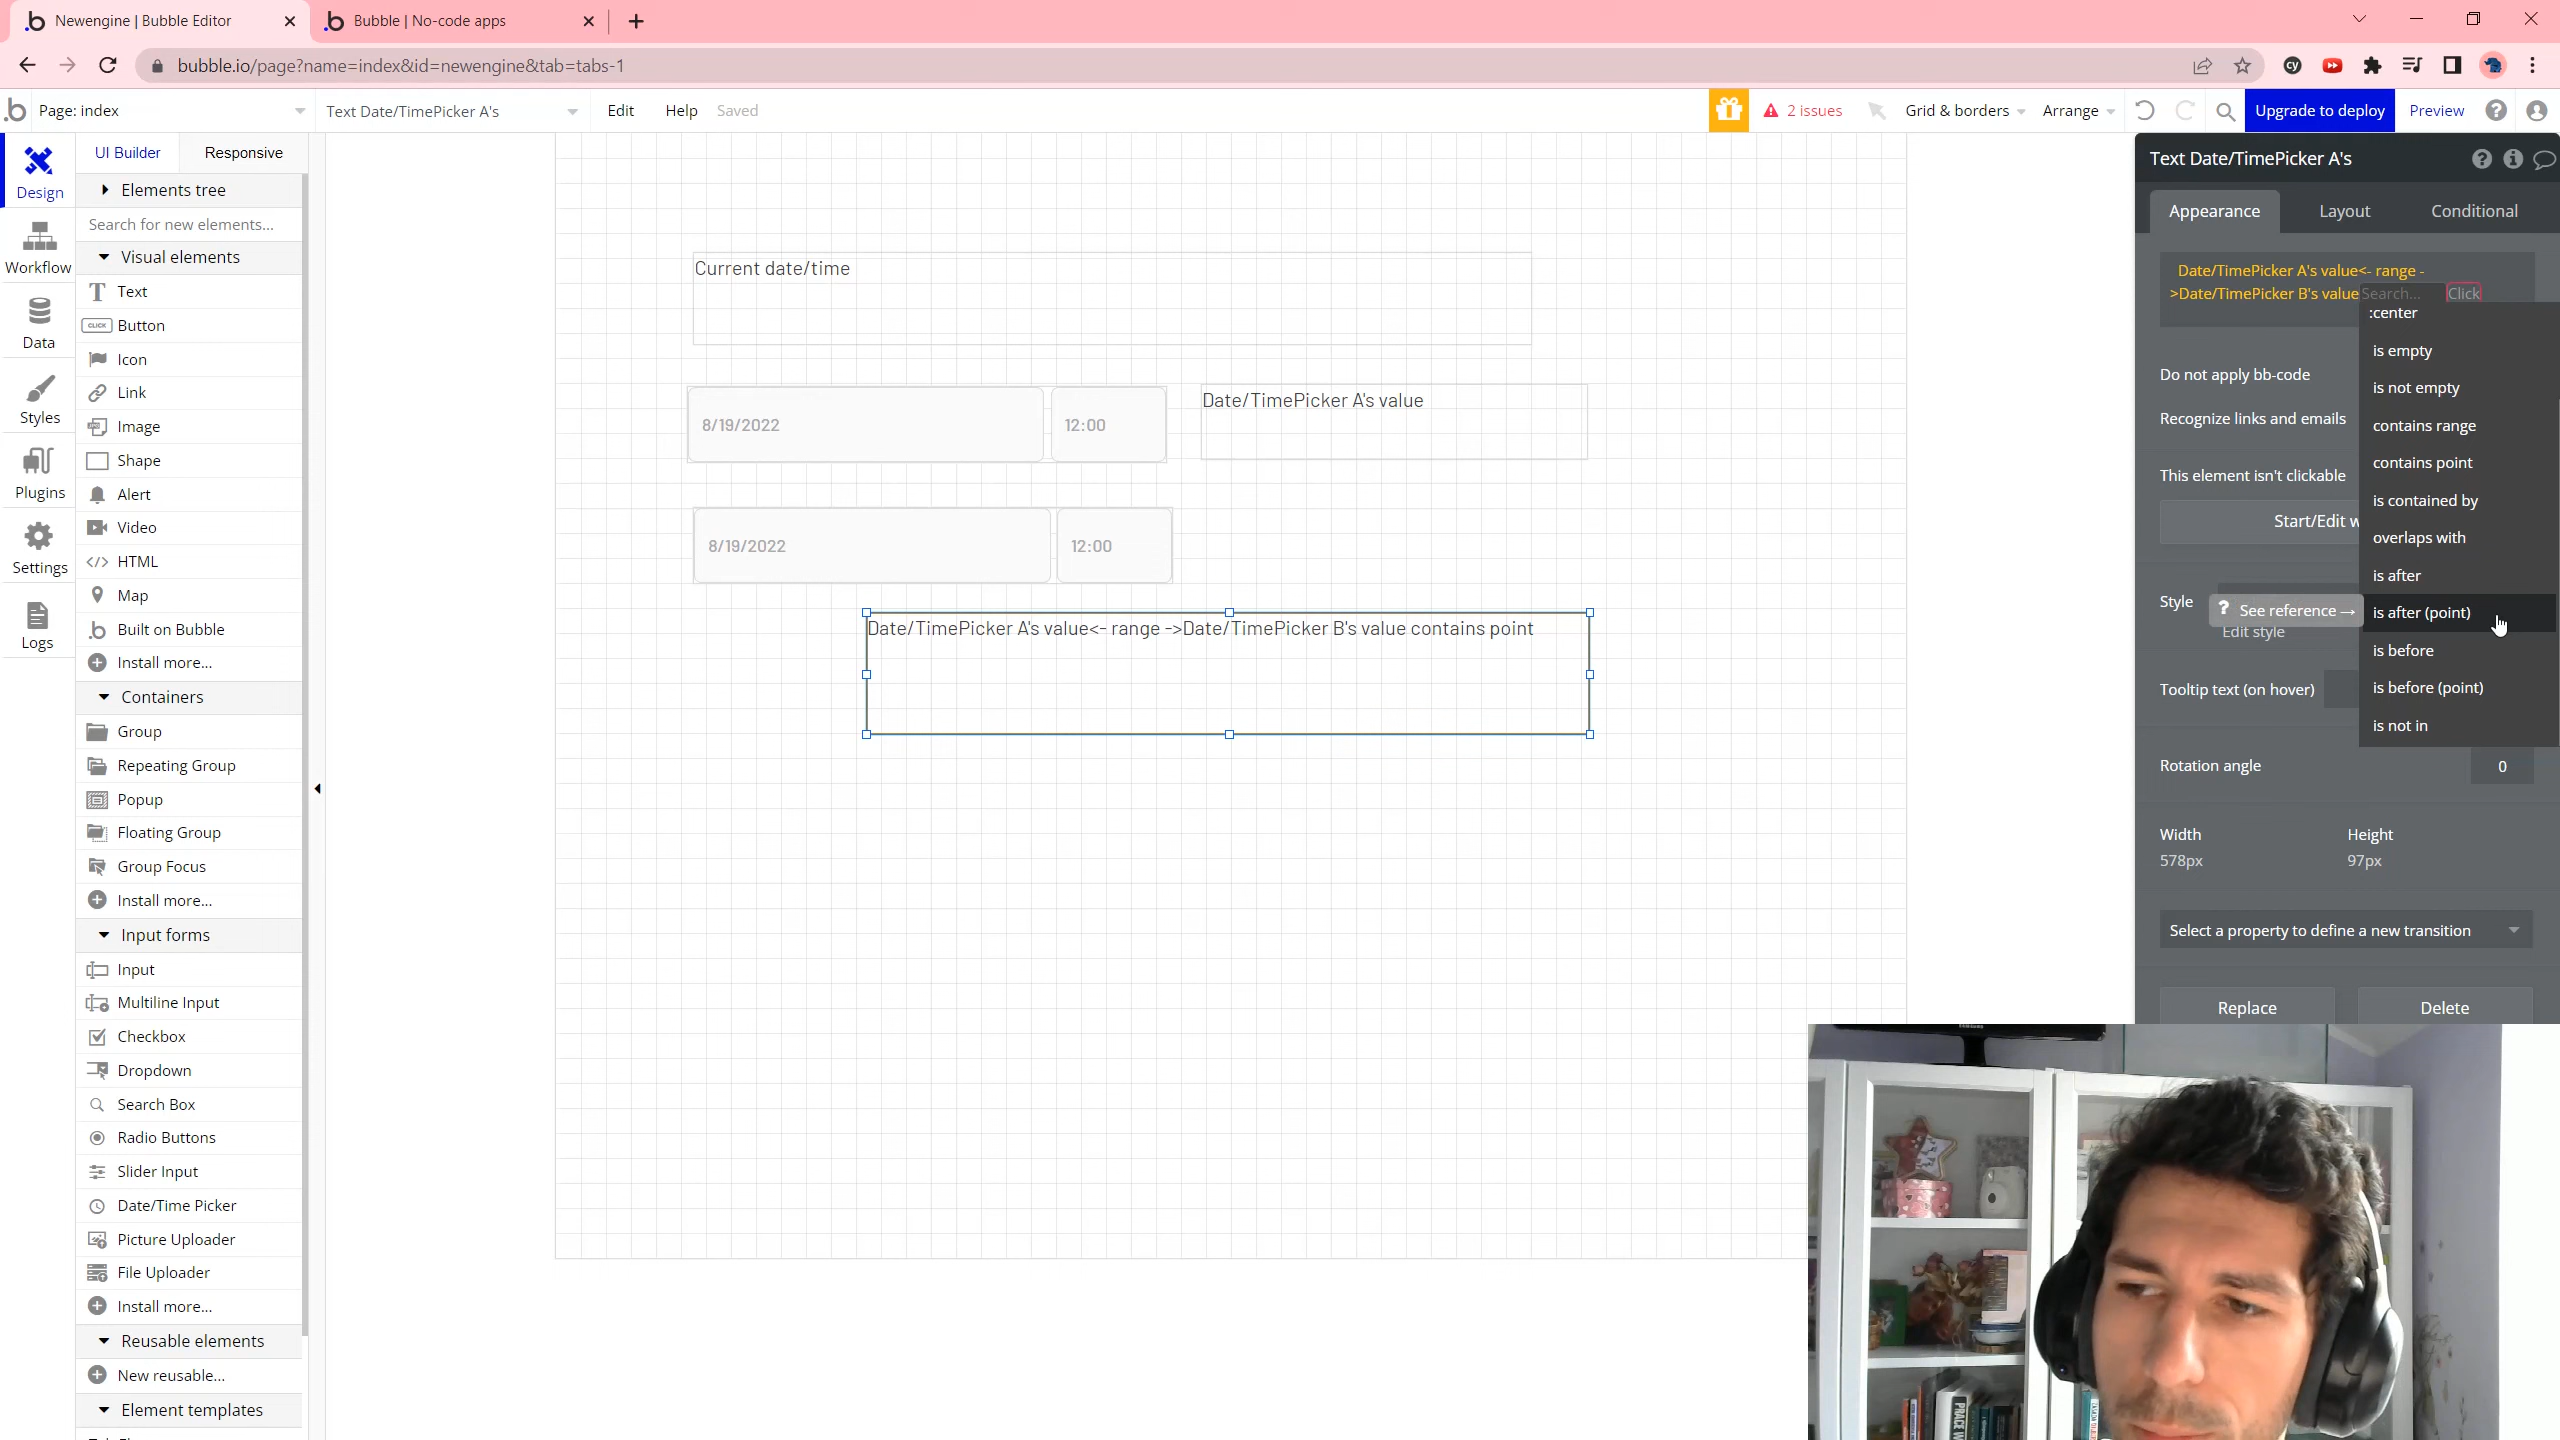 Newengine | Bubble Editor
Bubble | No-code apps
bubble.io/page?name=index&id=newengine&tab=tabs-1
Page: index
Text Date/TimePicker A's
Edit
Help
Saved
2 issues
Grid & borders
Arrange
Upgrade to deploy
Preview
Design
Workflow
Data
Styles
Plugins
Settings
Logs
UI Builder
Responsive
Elements tree
Search for new elements...
Visual elements
Text
CLICK Button
Icon
Link
Image
Shape
Alert
Video
HTML
Map
Built on Bubble
Install more...
Containers
Group
Repeating Group
Popup
Floating Group
Group Focus
Install more...
Input forms
Input
Multiline Input
Checkbox
Dropdown
Search Box
Radio Buttons
Slider Input
Date/Time Picker
Picture Uploader
File Uploader
Install more...
Reusable elements
New reusable...
Element templates
Current date/time
8/19/2022
12:00
Date/TimePicker A's value
8/19/2022
12:00
Date/TimePicker A's value<- range ->Date/TimePicker B's value contains point
Text Date/TimePicker A's
Appearance
Layout
Conditional
Date/TimePicker A's value<- range -
>Date/TimePicker B's value Search... Click
:center
is empty
is not empty
contains range
contains point
is contained by
overlaps with
is after
is after (point)
is before
is before (point)
is not in
Do not apply bb-code
Recognize links and emails
This element isn't clickable
Start/Edit w
Style
? See reference →
Edit style
Tooltip text (on hover)
Rotation angle
0
Width
Height
578px
97px
Select a property to define a new transition
Replace
Delete